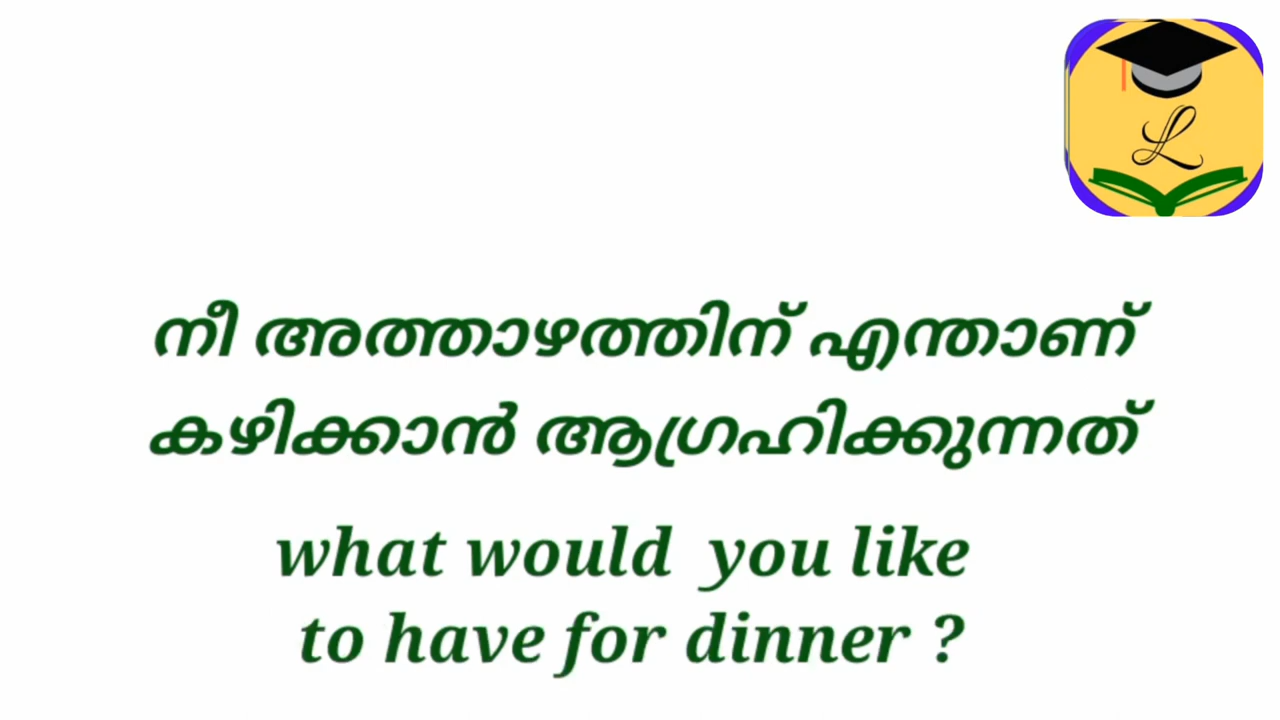 L
നീ അത്താഴത്തിന് എന്താണ്
കഴിക്കാൻ ആഗ്രഹിക്കുന്നത്
what would you like
to have for dinner ?